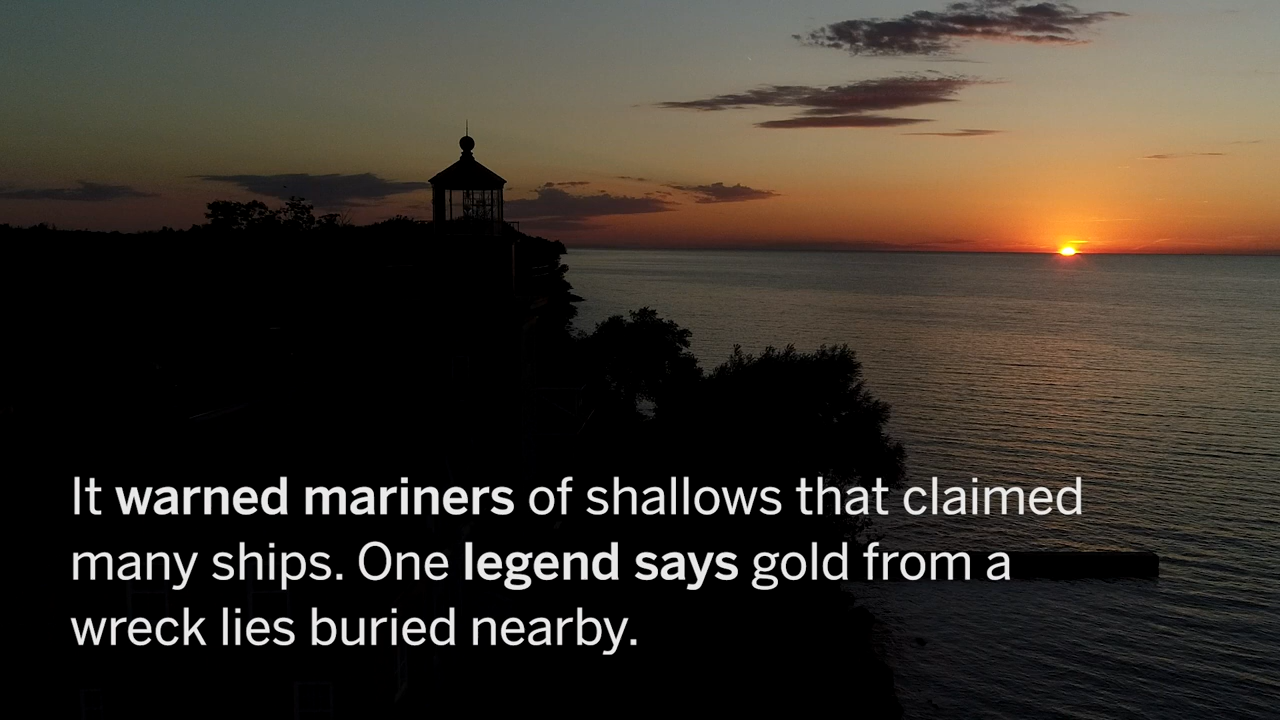 It warned mariners of shallows that claimed
many ships. One legend says gold from a
wreck lies buried nearby.